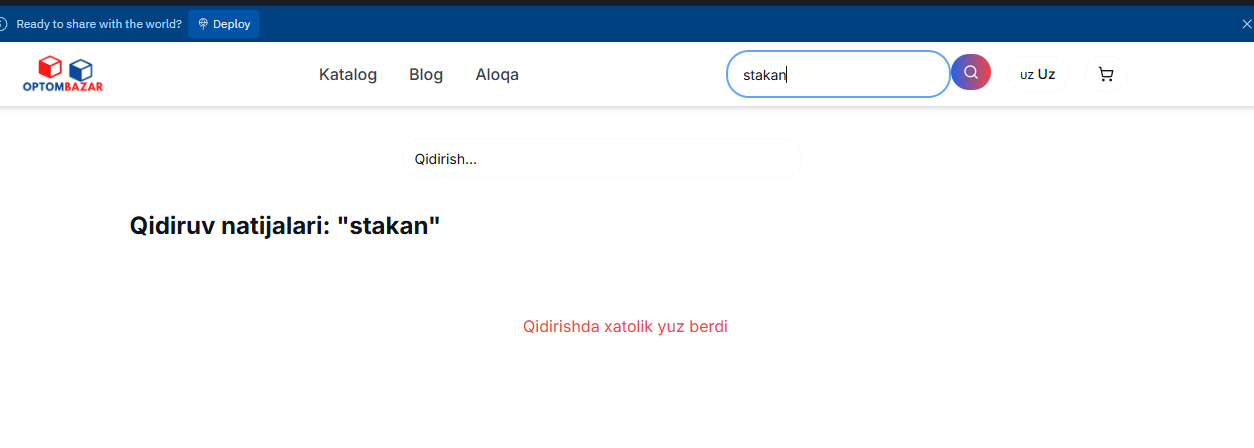 Ready to share with the world? Deploy
OPTOMBAZAR
Katalog Blog Aloqa
stakan
uz Uz
Qidirish...
Qidiruv natijalari: "stakan"
Qidirishda xatolik yuz berdi